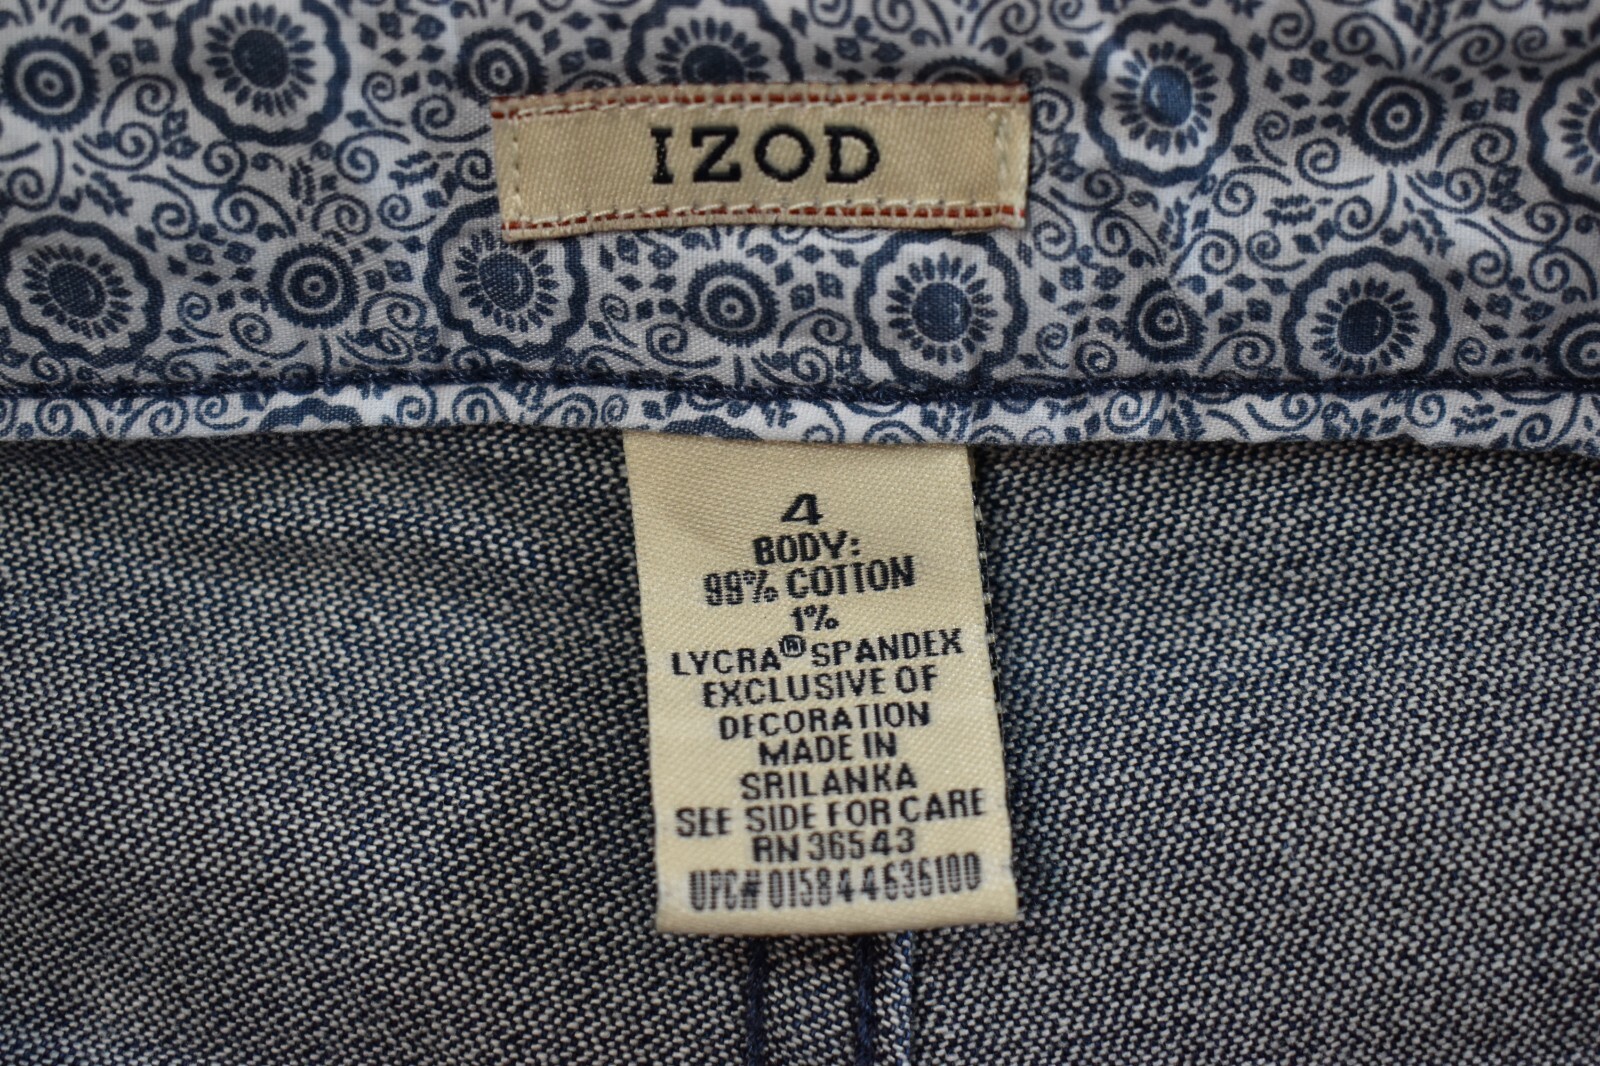 IZOD
4
BODY:
99% COTTON
1%
LYCRA® SPANDEX
EXCLUSIVE OF
DECORATION
MADE IN
SRILANKA
SEE SIDE FOR CARE
RN 36543
UPC# 015844636100